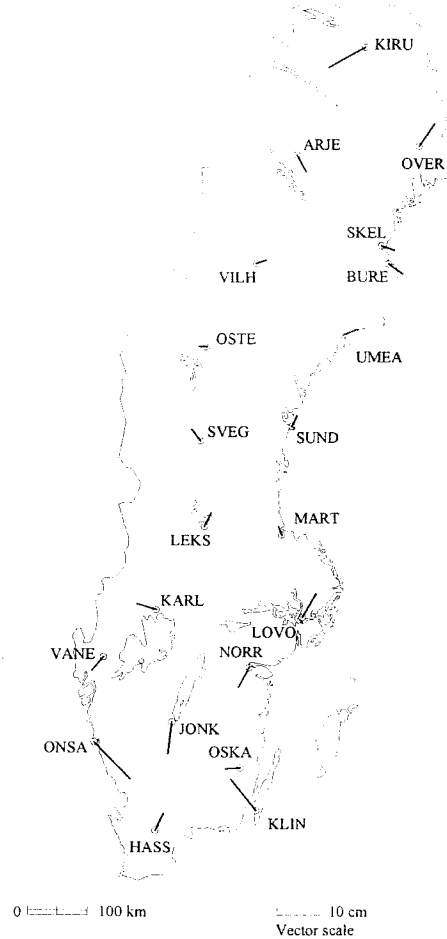 KIRU
ARJE
OVER
SKEL
VILH
BURE
OSTE
UMEA
SVEG
SUND
MART
LEKS
KARL
LOVO
VANE
NORR
JONK
ONSA
OSKA
KLIN
HASS
0 100 km 10 cm
Vector scale